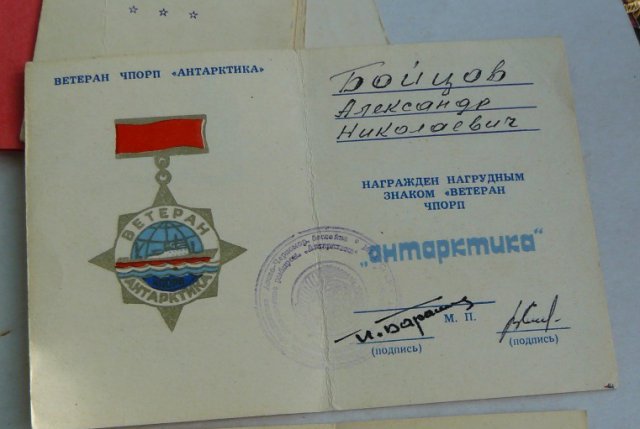 ВЕТЕРАН ЧПОРП «АНТАРКТИКА»
ВЕТЕРАН
АНТАРКТИКА
Бойцов
Александр
Николаевич
НАГРАЖДЕН НАГРУДНЫМ
ЗНАКОМ «ВЕТЕРАН
ЧПОРП
„антарктика“
М. П.
(подпись)
(подпись)